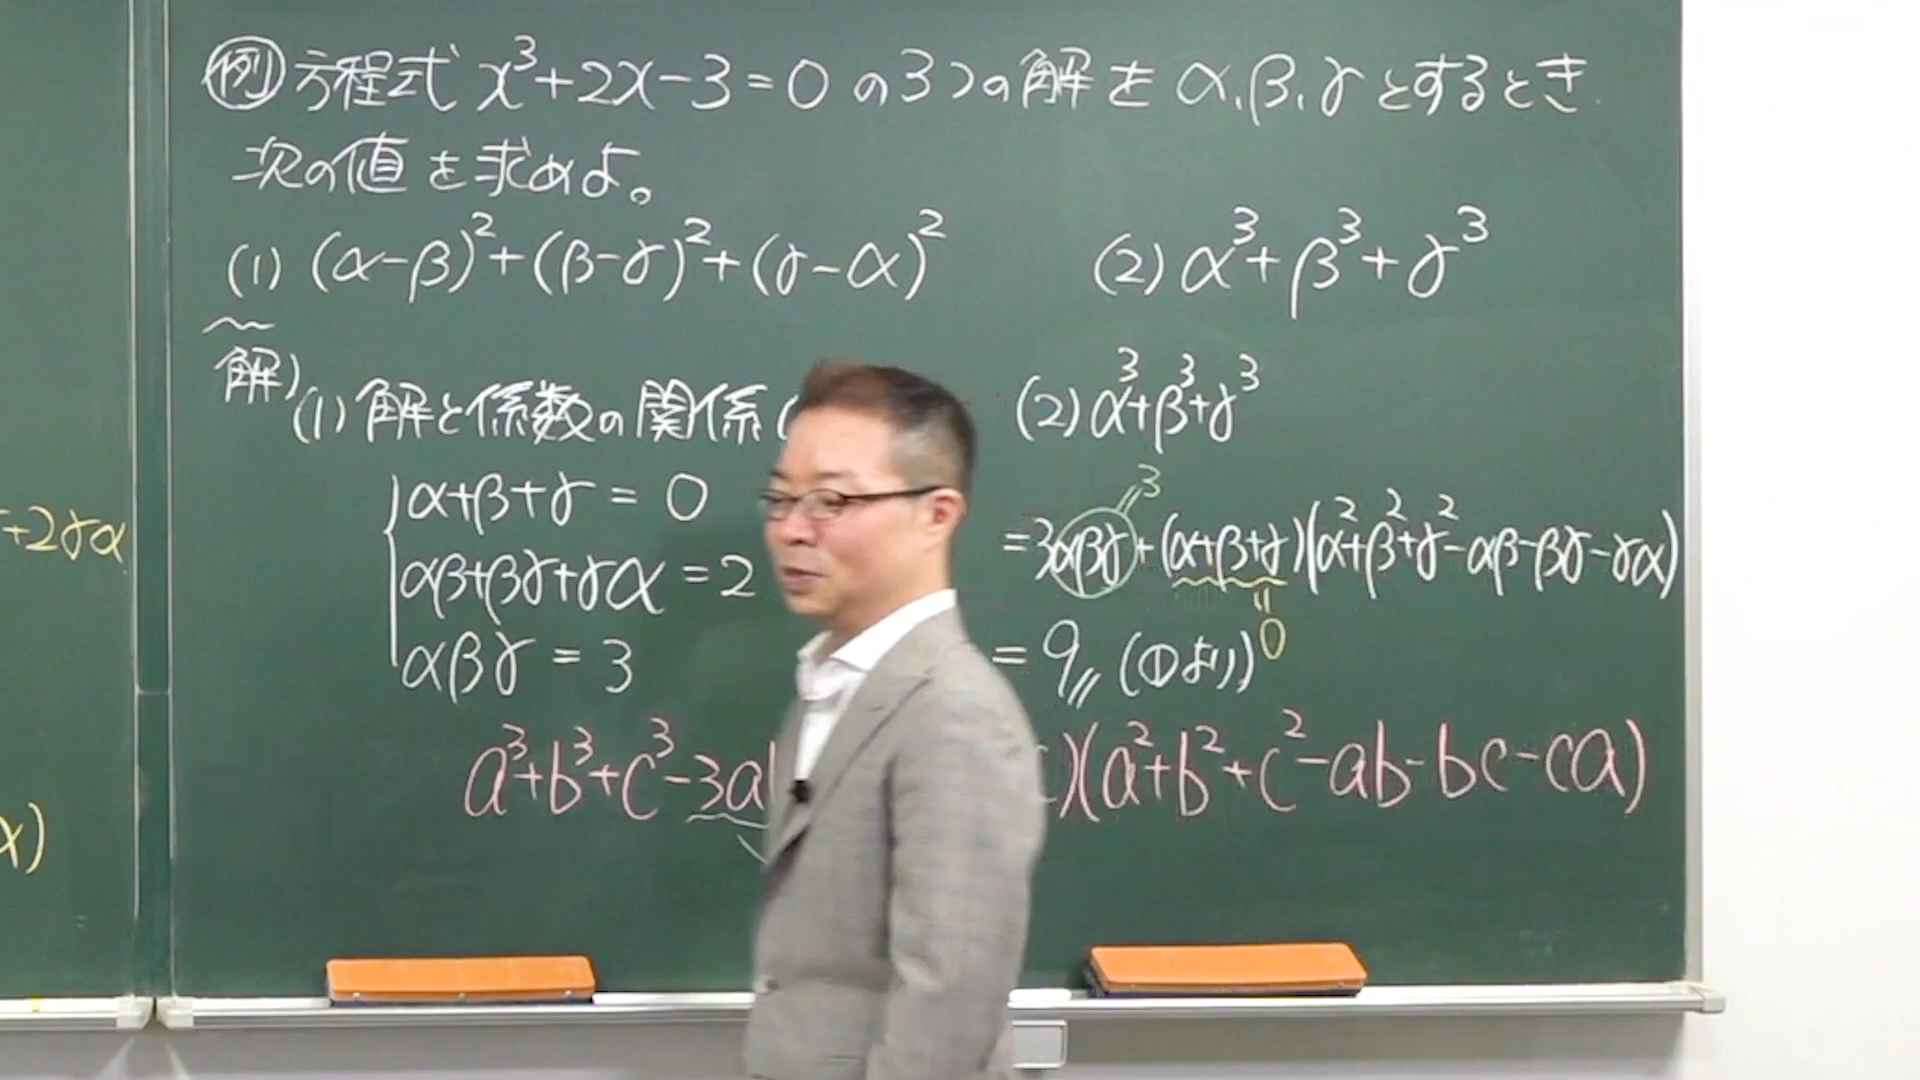 例 方程式 x³+2x-3=0 の3つの解を α,β,γ とするとき
次の値を求めよ。
(1) (α-β)²+(β-γ)²+(γ-α)²
(2) α³+β³+γ³
解)
(1) 解と係数の関係
α+β+γ = 0
αβ+βγ+γα = 2
αβγ = 3
(2) α³+β³+γ³
3
=3αβγ+(α+β+γ)(α²+β²+γ²-αβ-βγ-γα)
0
= 9 (①より)
a³+b³+c³-3a )(a²+b²+c²-ab-bc-ca)
+2γα
)